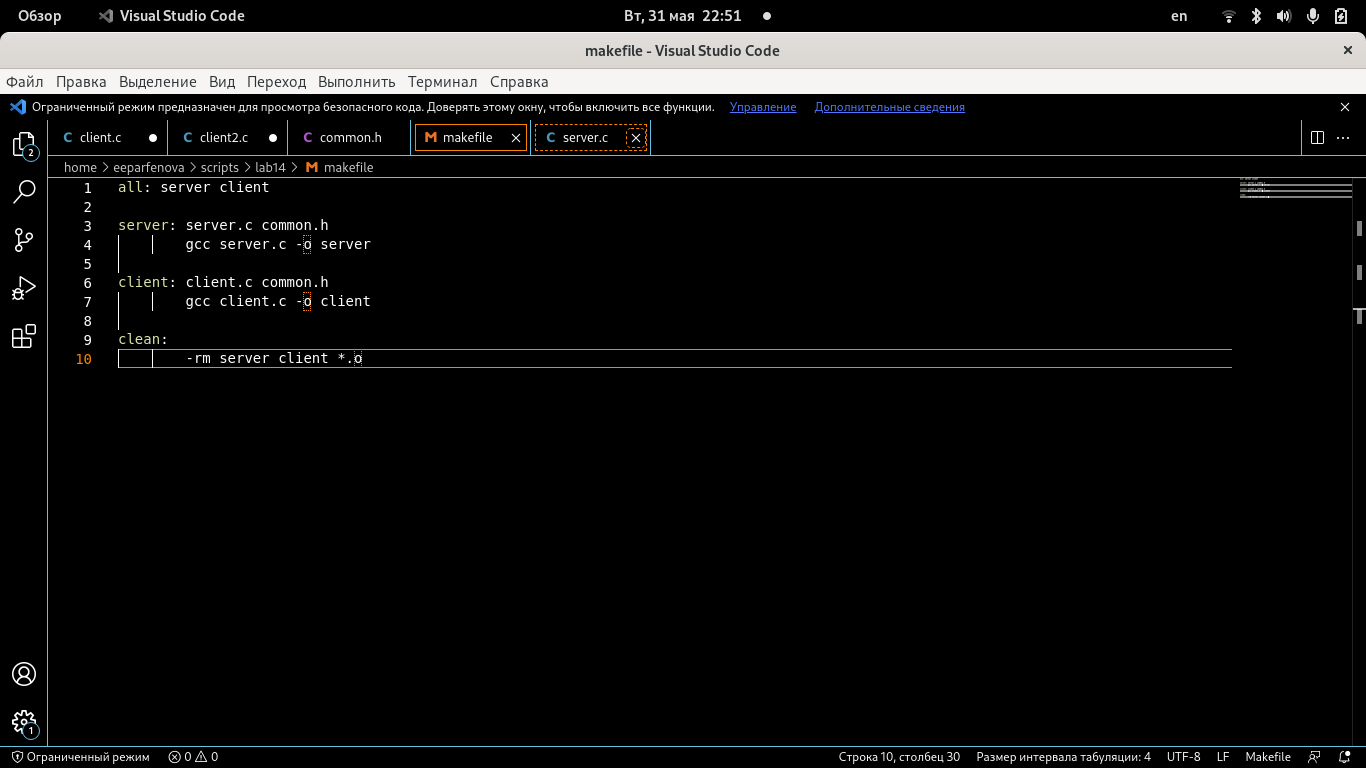 Обзор Visual Studio Code Вт, 31 мая 22:51 en
makefile - Visual Studio Code
Файл Правка Выделение Вид Переход Выполнить Терминал Справка
Ограниченный режим предназначен для просмотра безопасного кода. Доверять этому окну, чтобы включить все функции. Управление Дополнительные сведения
C client.c C client2.c C common.h M makefile C server.c
2
home > eeparfenova > scripts > lab14 > M makefile
1 all: server client
2
3 server: server.c common.h
4 gcc server.c -o server
5
6 client: client.c common.h
7 gcc client.c -o client
8
9 clean:
10 -rm server client *.o
1
Ограниченный режим 0 0 Строка 10, столбец 30 Размер интервала табуляции: 4 UTF-8 LF Makefile